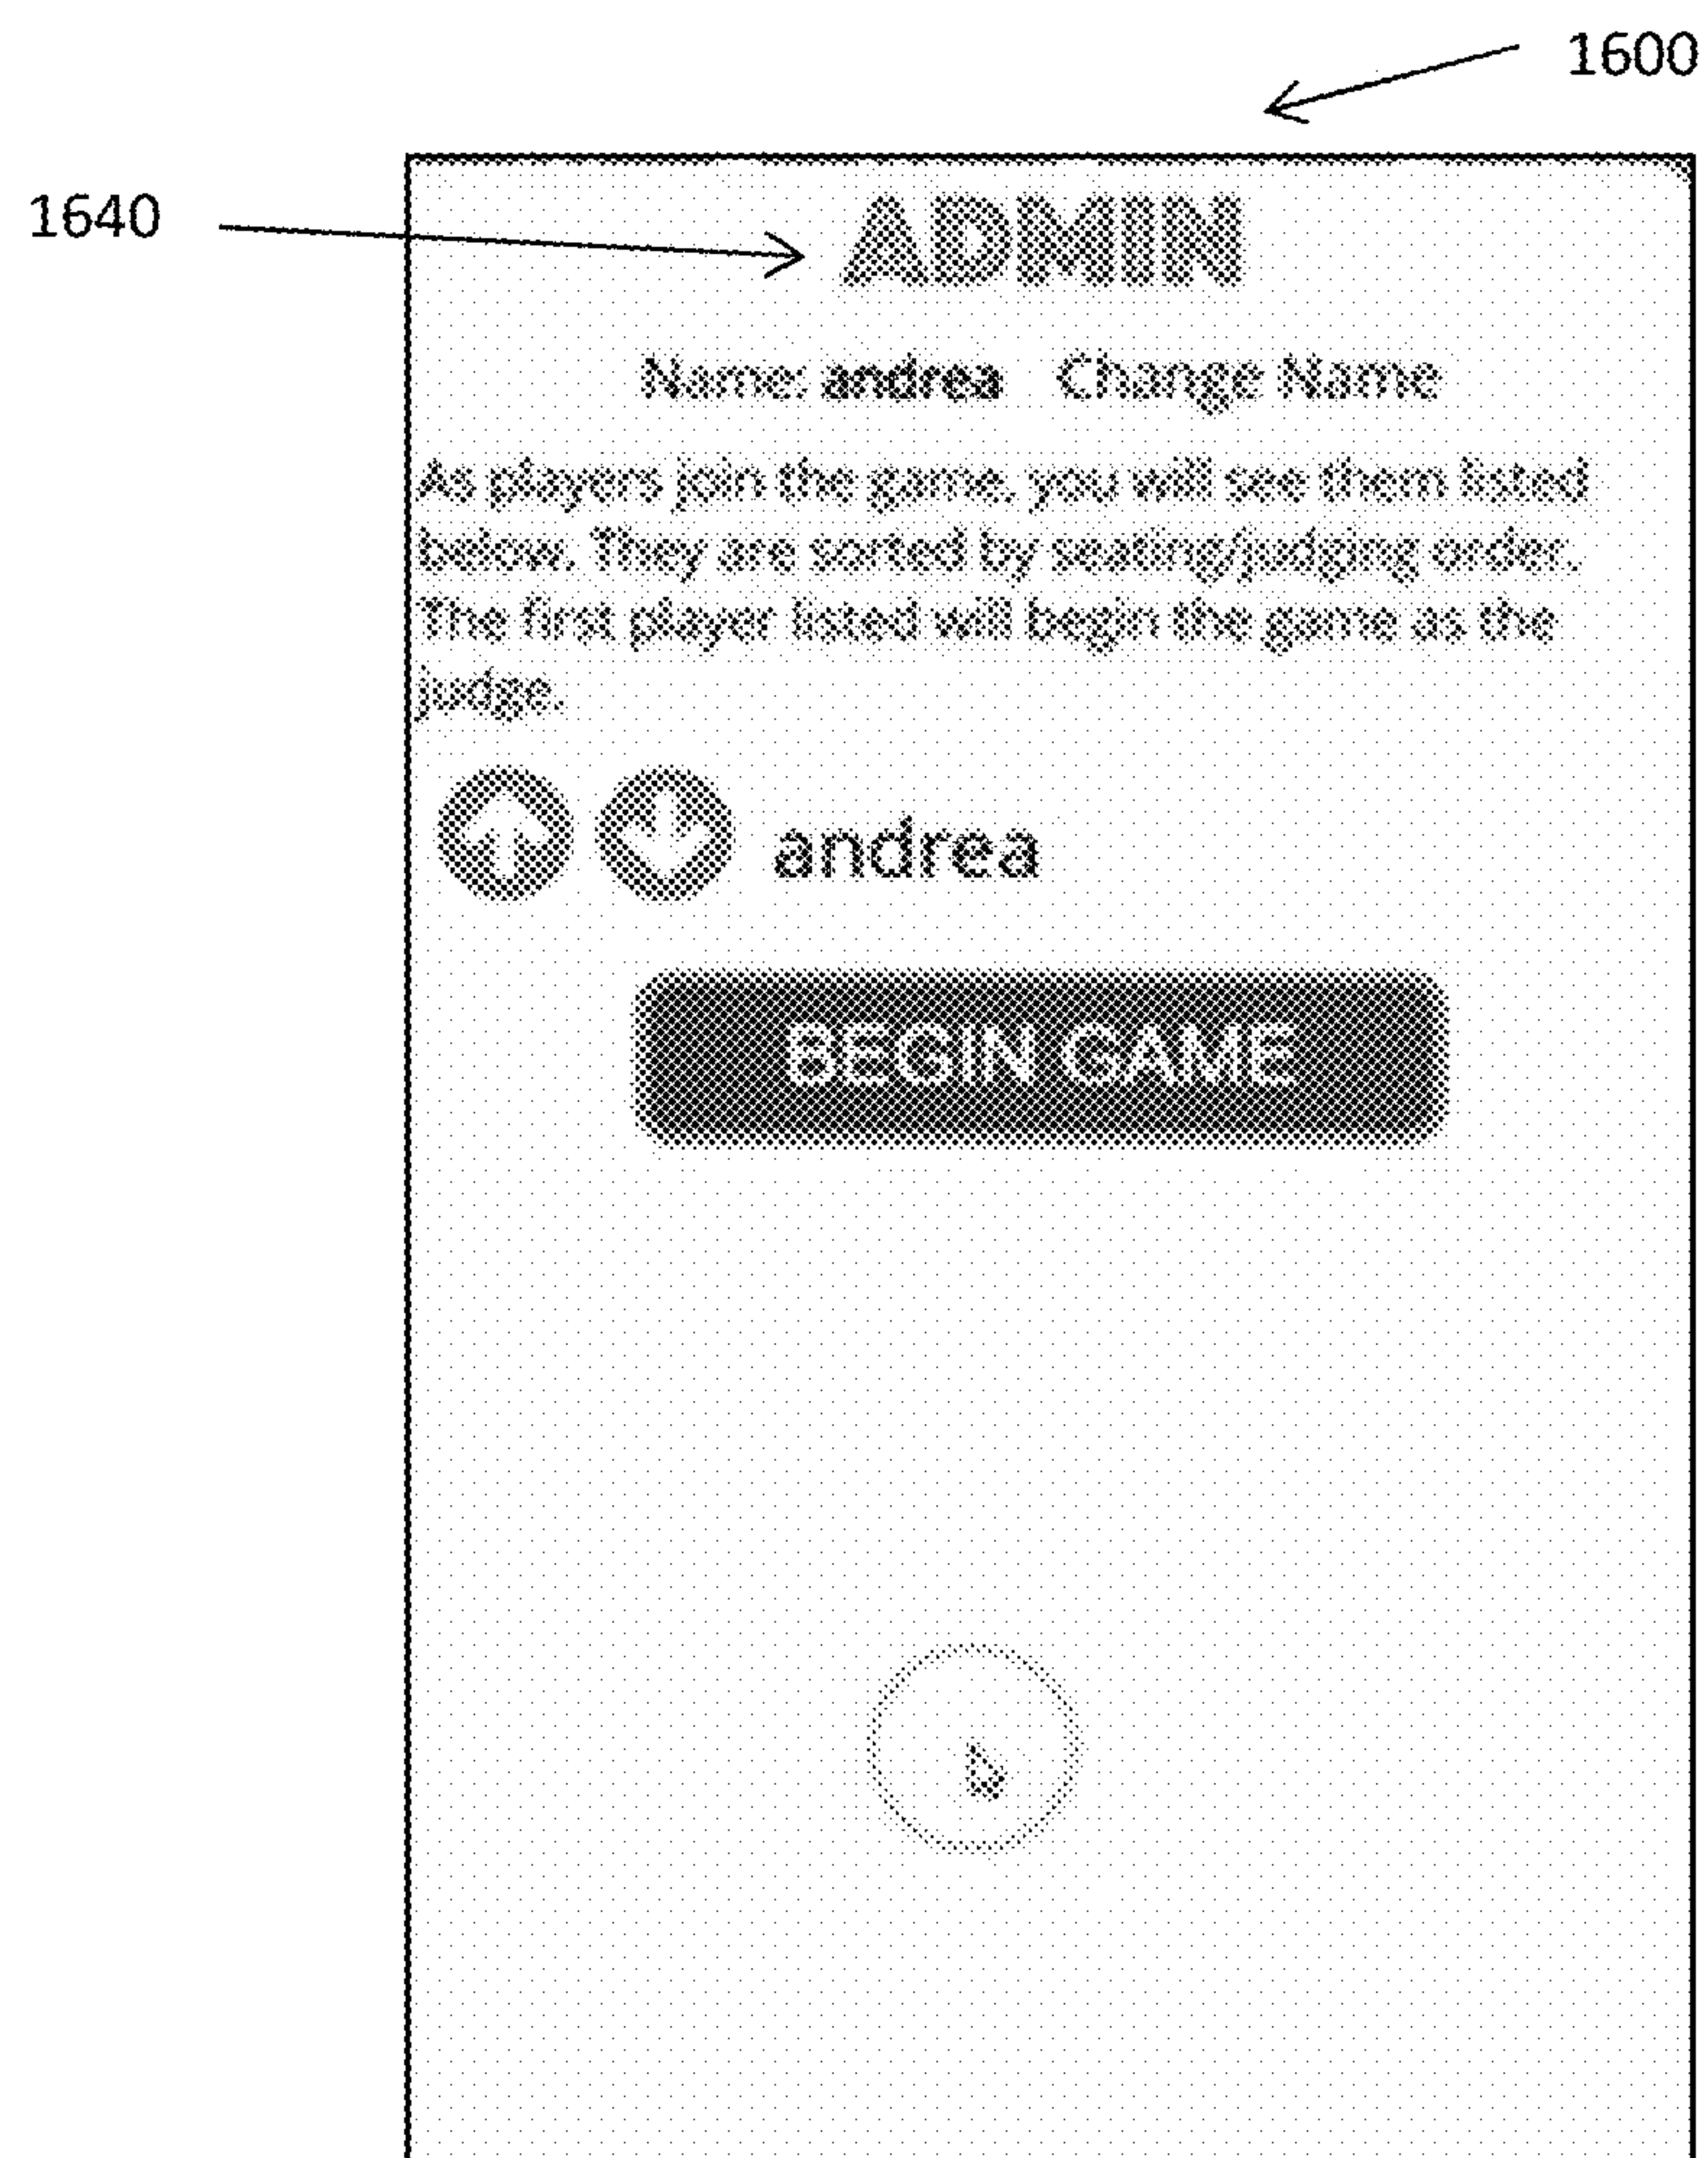 1600
1640
ADMIN
Name: andrea Change Name
As players join the game, you will see them listed
below. They are sorted by seating/judging order.
The first player listed will begin the game as the
judge.
andrea
BEGIN GAME